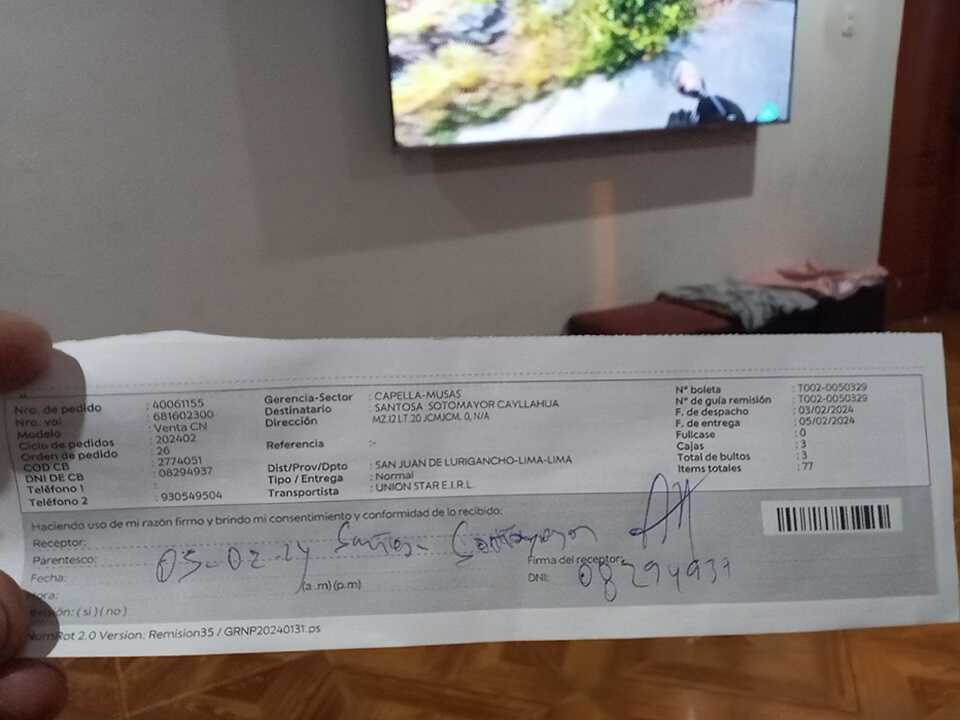 Nro. de pedido : 40061155
Nro. vol : 681602300
Modelo : Venta CN
Ciclo de pedidos : 202402
Orden de pedido : 26
COD CB : 2774051
DNI DE CB : 08294937
Teléfono 1 :
Teléfono 2 : 930549504
Gerencia-Sector : CAPELLA-MUSAS
Destinatario : SANTOSA SOTOMAYOR CAYLLAHUA
Dirección MZ.12 LT.20 JCMJCM. 0, N/A
Referencia :-
Dist/Prov/Dpto : SAN JUAN DE LURIGANCHO-LIMA-LIMA
Tipo / Entrega : Normal
Transportista : UNION STAR E.I.R.L.
N° boleta : T002-0050329
N° de guía remisión : T002-0050329
F. de despacho : 03/02/2024
F. de entrega : 05/02/2024
Fullcase : 0
Cajas : 3
Total de bultos : 3
Items totales : 77
Haciendo uso de mi razón firmo y brindo mi consentimiento y conformidad de lo recibido:
Receptor:
Parentesco:
Fecha: 05-02-24
(a .m) (p.m)
Firma del receptor:
DNI: 08294937
( si ) ( no )
2.0 Version: Remision35 / GRNP20240131.ps